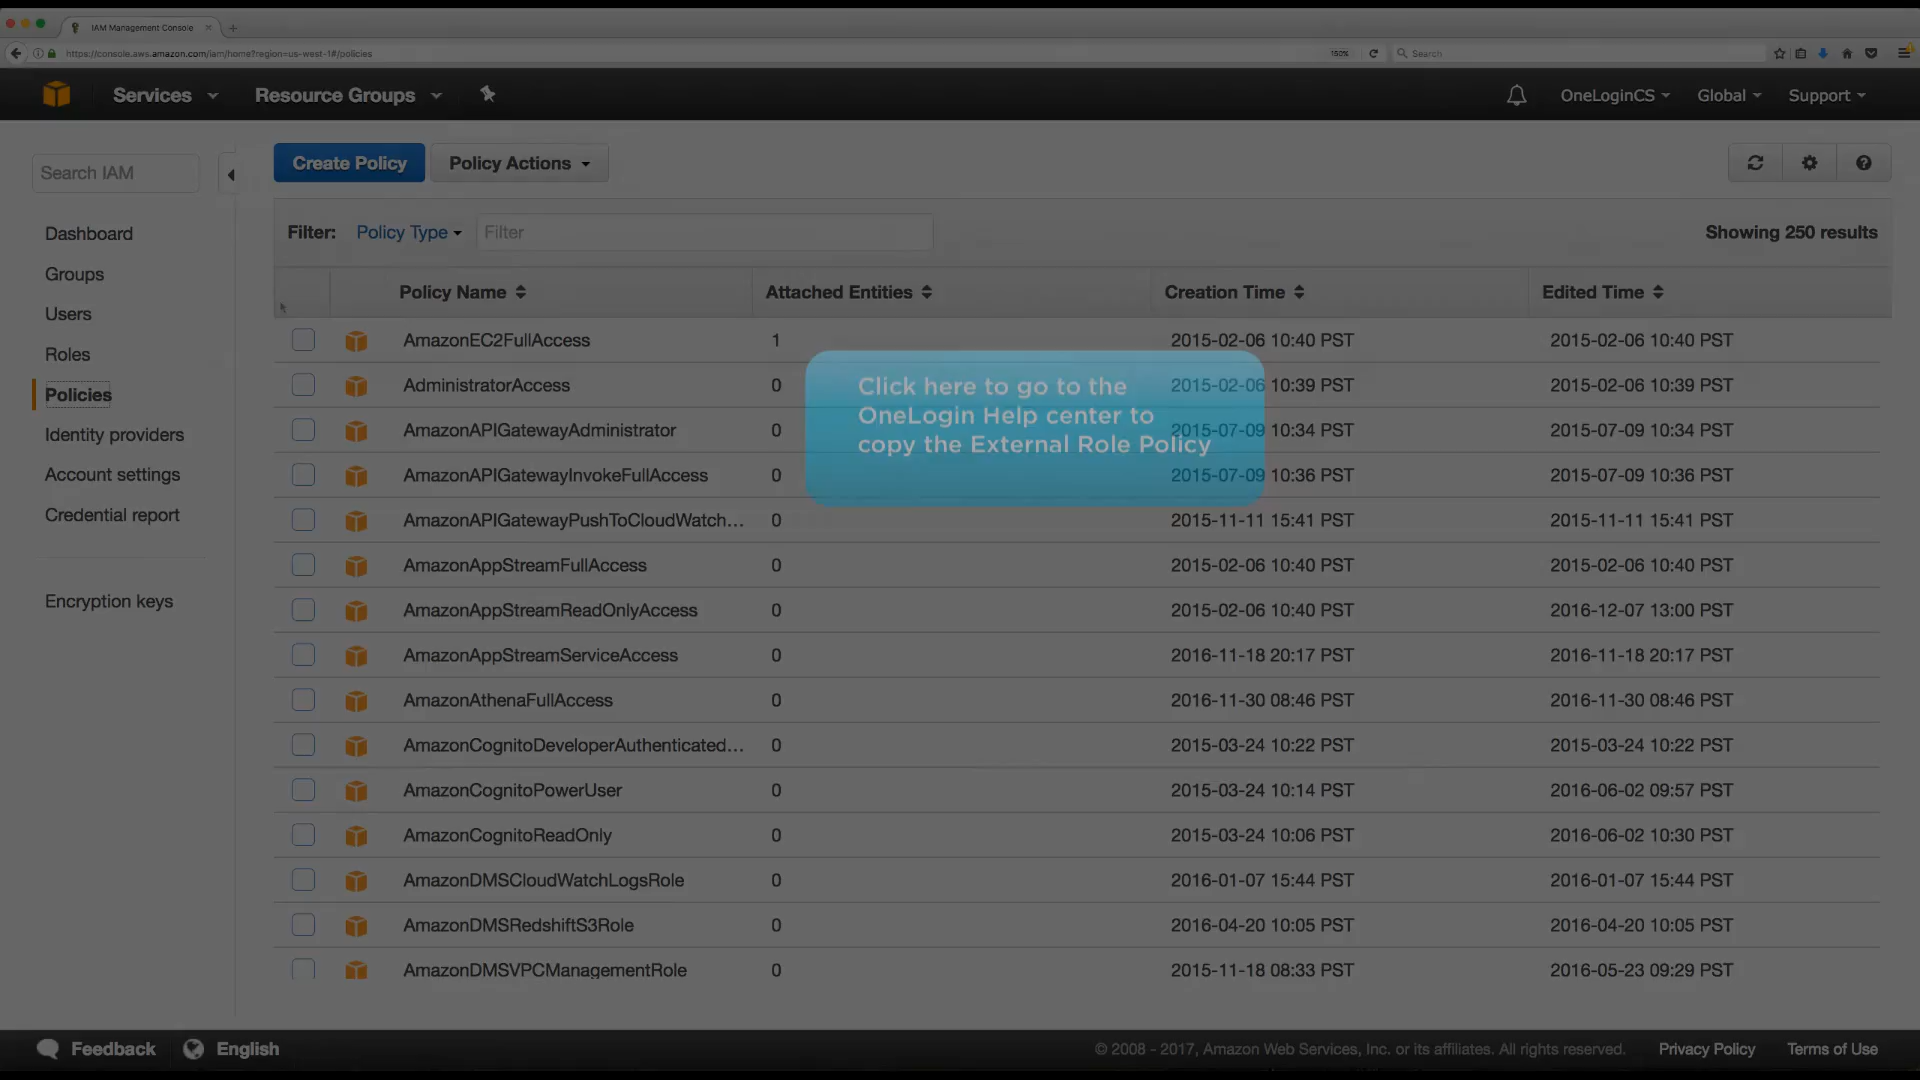 IAM Management Console
https://console.aws.amazon.com/iam/home?region=us-west-1#/policies
150%
Search
Services
Resource Groups
OneLoginCS
Global
Support
Search IAM
Create Policy
Policy Actions
Dashboard
Groups
Users
Roles
Policies
Identity providers
Account settings
Credential report
Encryption keys
Filter: Policy Type Filter Showing 250 results
Policy Name Attached Entities Creation Time Edited Time
AmazonEC2FullAccess 1 2015-02-06 10:40 PST 2015-02-06 10:40 PST
AdministratorAccess 0 2015-02-06 10:39 PST 2015-02-06 10:39 PST
AmazonAPIGatewayAdministrator 0 2015-07-09 10:34 PST 2015-07-09 10:34 PST
AmazonAPIGatewayInvokeFullAccess 0 2015-07-09 10:36 PST 2015-07-09 10:36 PST
AmazonAPIGatewayPushToCloudWatch... 0 2015-11-11 15:41 PST 2015-11-11 15:41 PST
AmazonAppStreamFullAccess 0 2015-02-06 10:40 PST 2015-02-06 10:40 PST
AmazonAppStreamReadOnlyAccess 0 2015-02-06 10:40 PST 2016-12-07 13:00 PST
AmazonAppStreamServiceAccess 0 2016-11-18 20:17 PST 2016-11-18 20:17 PST
AmazonAthenaFullAccess 0 2016-11-30 08:46 PST 2016-11-30 08:46 PST
AmazonCognitoDeveloperAuthenticated... 0 2015-03-24 10:22 PST 2015-03-24 10:22 PST
AmazonCognitoPowerUser 0 2015-03-24 10:14 PST 2016-06-02 09:57 PST
AmazonCognitoReadOnly 0 2015-03-24 10:06 PST 2016-06-02 10:30 PST
AmazonDMSCloudWatchLogsRole 0 2016-01-07 15:44 PST 2016-01-07 15:44 PST
AmazonDMSRedshiftS3Role 0 2016-04-20 10:05 PST 2016-04-20 10:05 PST
AmazonDMSVPCManagementRole 0 2015-11-18 08:33 PST 2016-05-23 09:29 PST
Click here to go to the
OneLogin Help center to
copy the External Role Policy
Feedback
English
© 2008 - 2017, Amazon Web Services, Inc. or its affiliates. All rights reserved.
Privacy Policy
Terms of Use